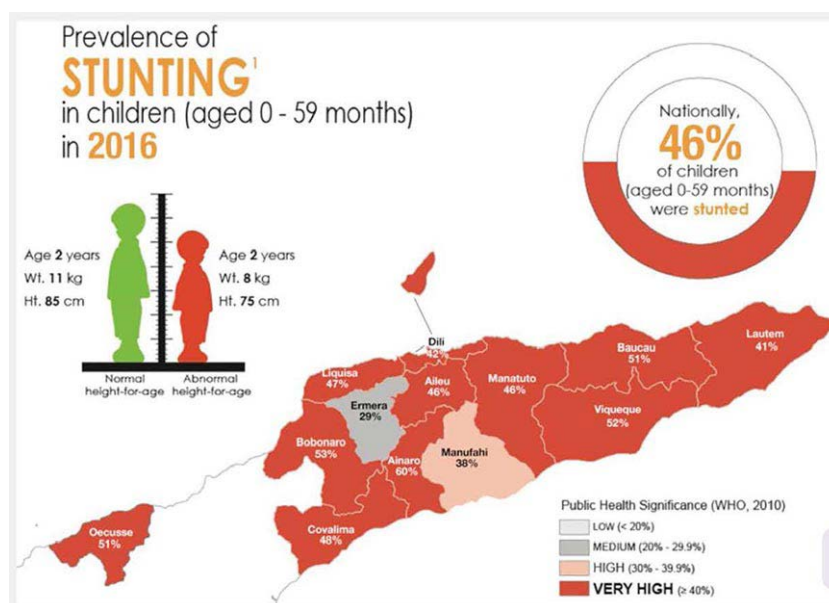 Prevalence of
STUNTING¹
in children (aged 0 - 59 months)
in 2016
Nationally,
46%
of children
(aged 0-59 months)
were stunted
Age 2 years
Wt. 11 kg
Ht. 85 cm
Age 2 years
Wt. 8 kg
Ht. 75 cm
Normal
height-for-age
Abnormal
height-for-age
Dili
42%
Liquisa
47%
Aileu
46%
Manatuto
46%
Baucau
51%
Lautem
41%
Ermera
29%
Viqueque
52%
Bobonaro
53%
Ainaro
60%
Manufahi
38%
Covalima
48%
Oecusse
51%
Public Health Significance (WHO, 2010)
LOW (< 20%)
MEDIUM (20% - 29.9%)
HIGH (30% - 39.9%)
VERY HIGH (≥ 40%)